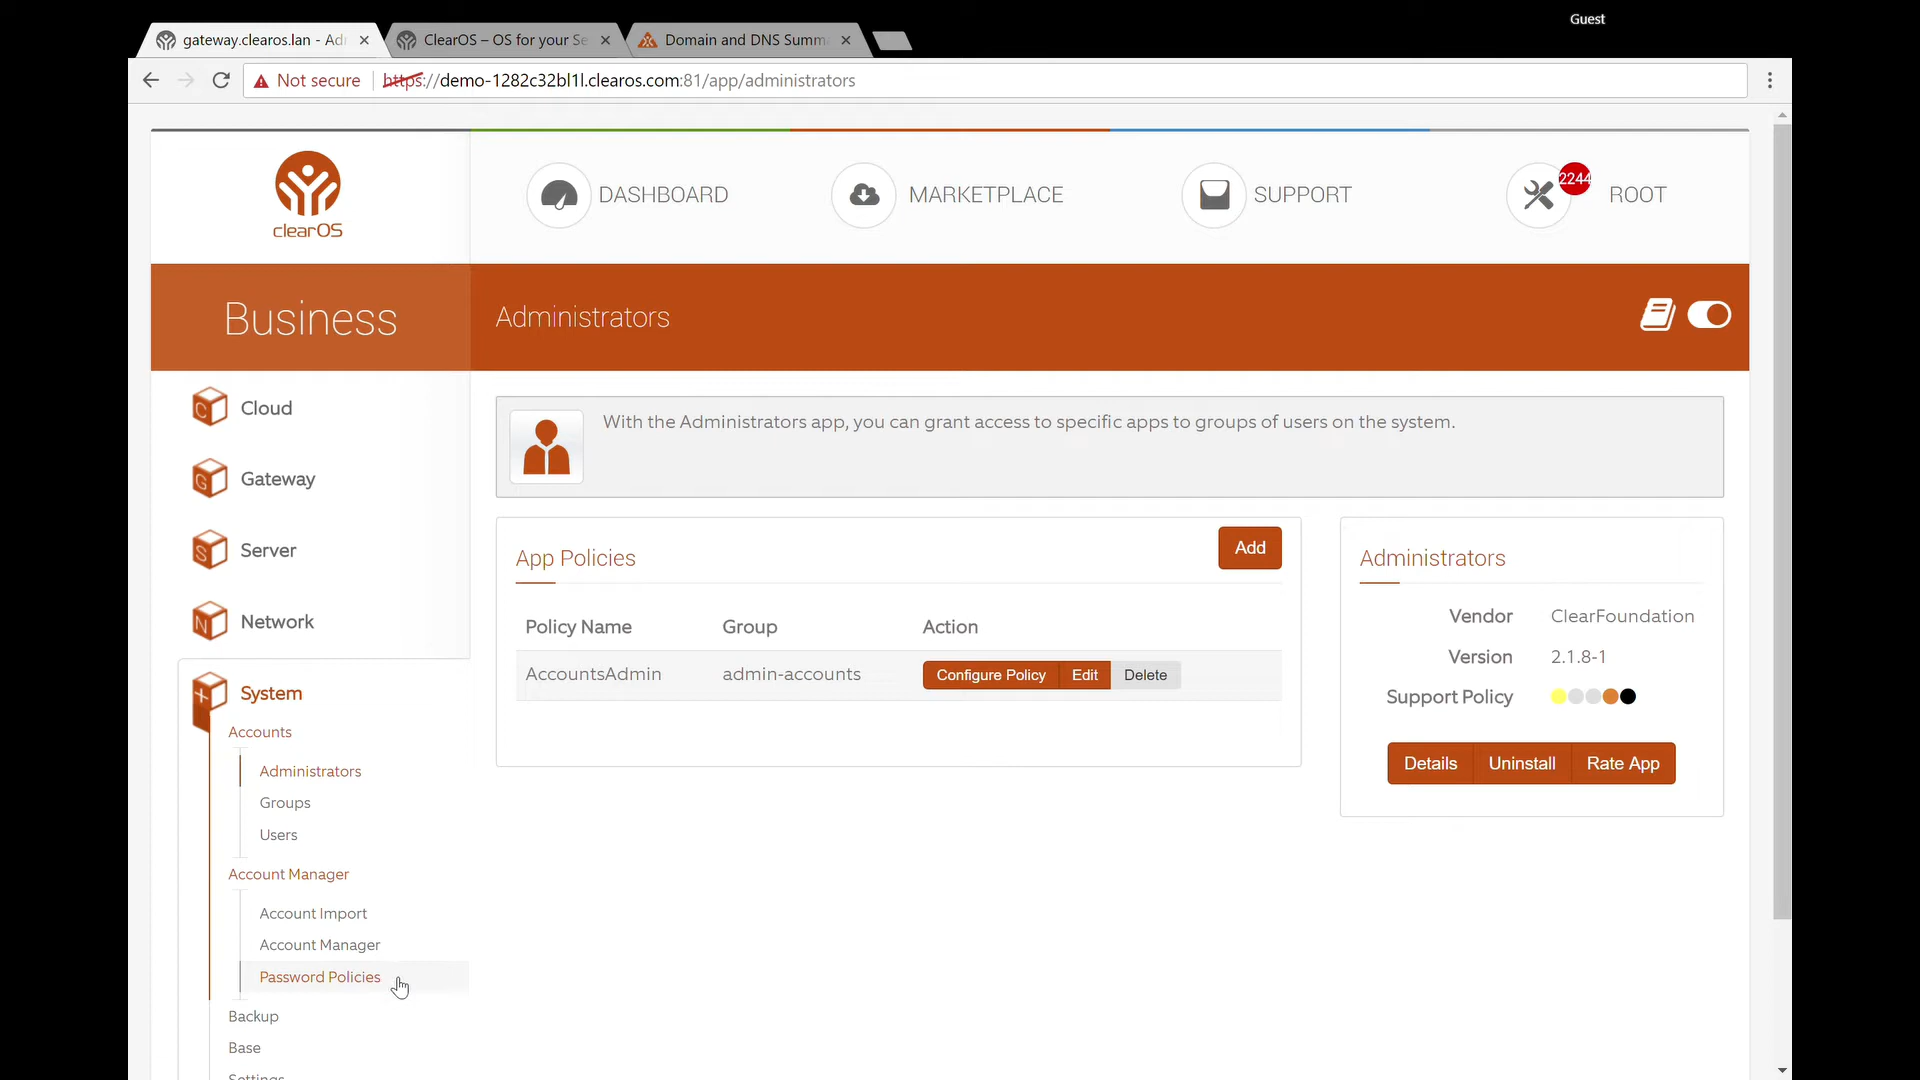 Guest
gateway.clearos.lan - Ad
ClearOS – OS for your Se
Domain and DNS Summ
Not secure
https://demo-1282c32bl1l.clearos.com:81/app/administrators
clearOS
DASHBOARD
MARKETPLACE
SUPPORT
2244
ROOT
Business
Administrators
Cloud
Gateway
Server
Network
System
Accounts
Administrators
Groups
Users
Account Manager
Account Import
Account Manager
Password Policies
Backup
Base
Settings
With the Administrators app, you can grant access to specific apps to groups of users on the system.
App Policies
Add
Policy Name Group Action
AccountsAdmin admin-accounts Configure Policy Edit Delete
Administrators
Vendor ClearFoundation
Version 2.1.8-1
Support Policy
Details Uninstall Rate App